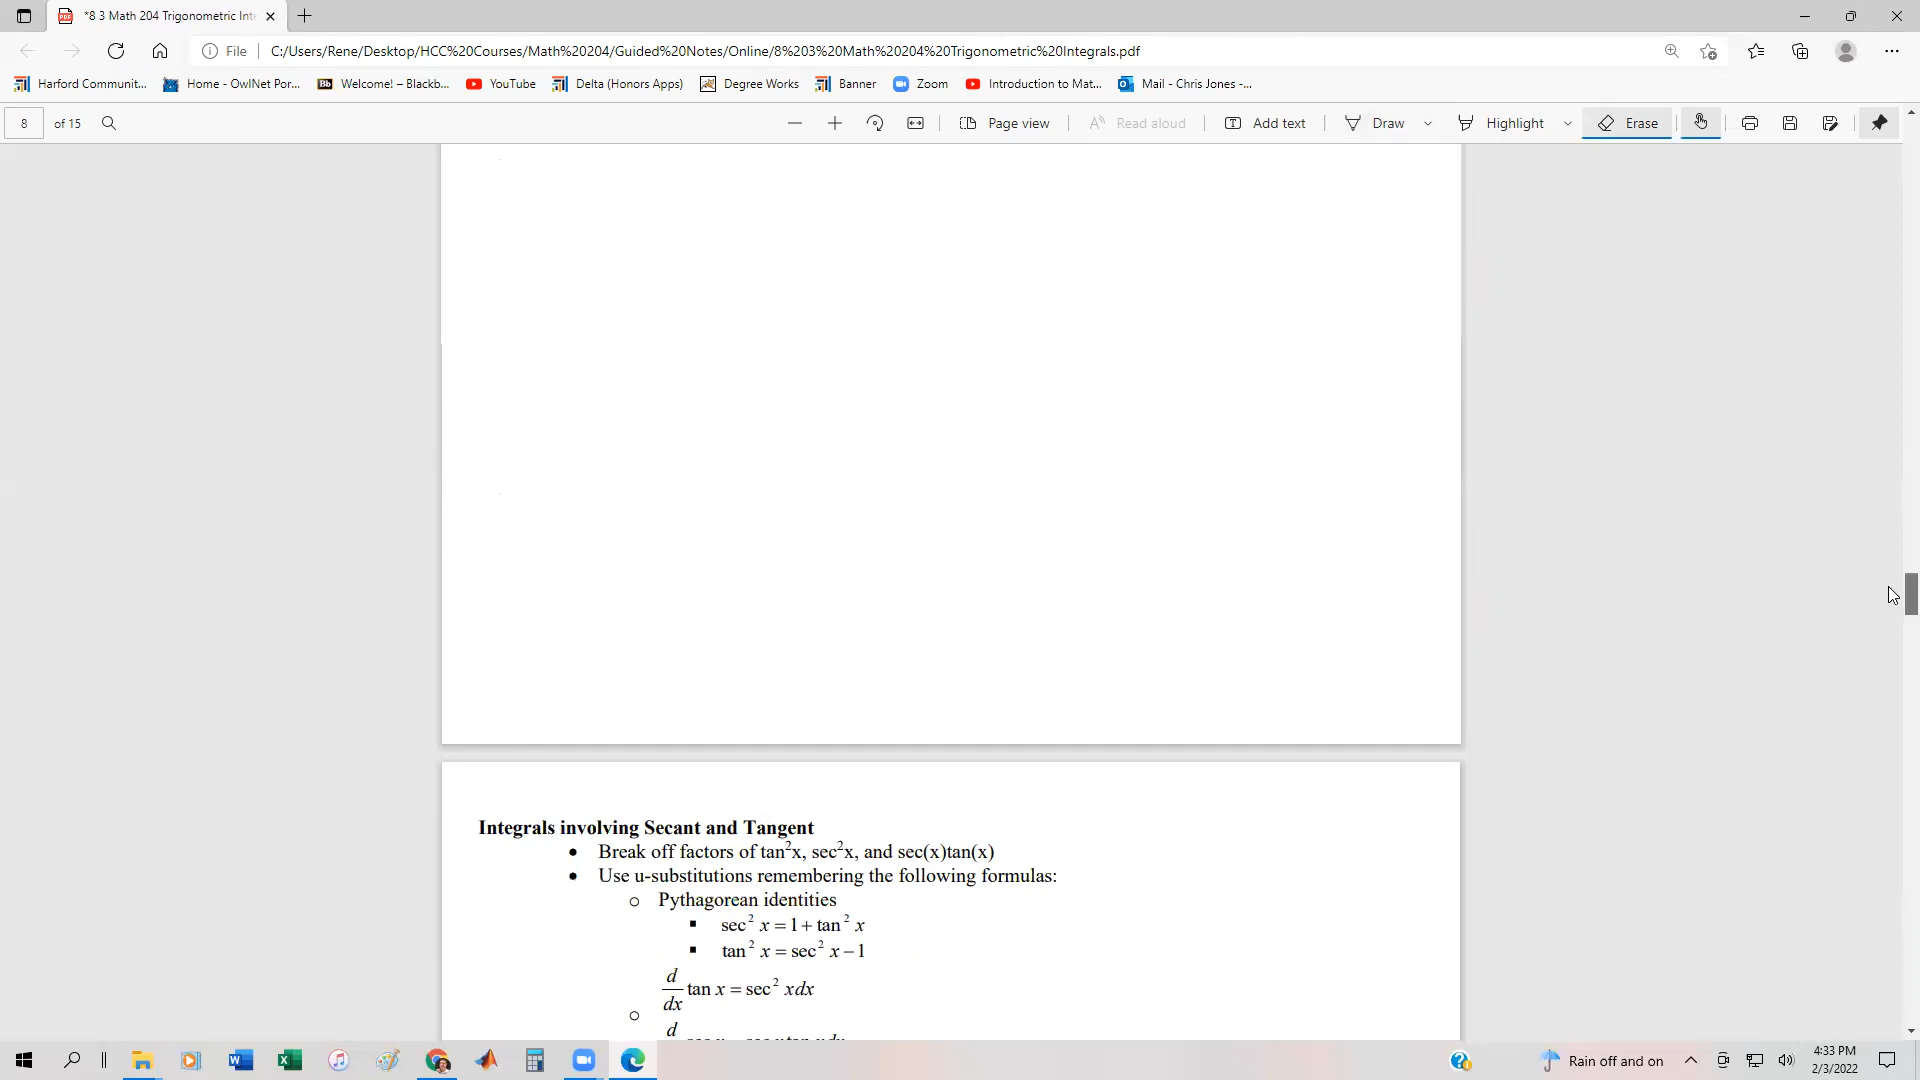 *8 3 Math 204 Trigonometric Inte
File
C:/Users/Rene/Desktop/HCC%20Courses/Math%20204/Guided%20Notes/Online/8%203%20Math%20204%20Trigonometric%20Integrals.pdf
Harford Communit...
Home - OwlNet Por...
Bb Welcome! – Blackb...
YouTube
Delta (Honors Apps)
Degree Works
Banner
Zoom
Introduction to Mat...
Mail - Chris Jones -...
8 of 15
Page view
Read aloud
Add text
Draw
Highlight
Erase
Integrals involving Secant and Tangent
• Break off factors of tan²x, sec²x, and sec(x)tan(x)
• Use u-substitutions remembering the following formulas:
o Pythagorean identities
▪ sec² x = 1 + tan² x
▪ tan² x = sec² x − 1
d/dx tan x = sec² xdx
o
d
Rain off and on
4:33 PM
2/3/2022